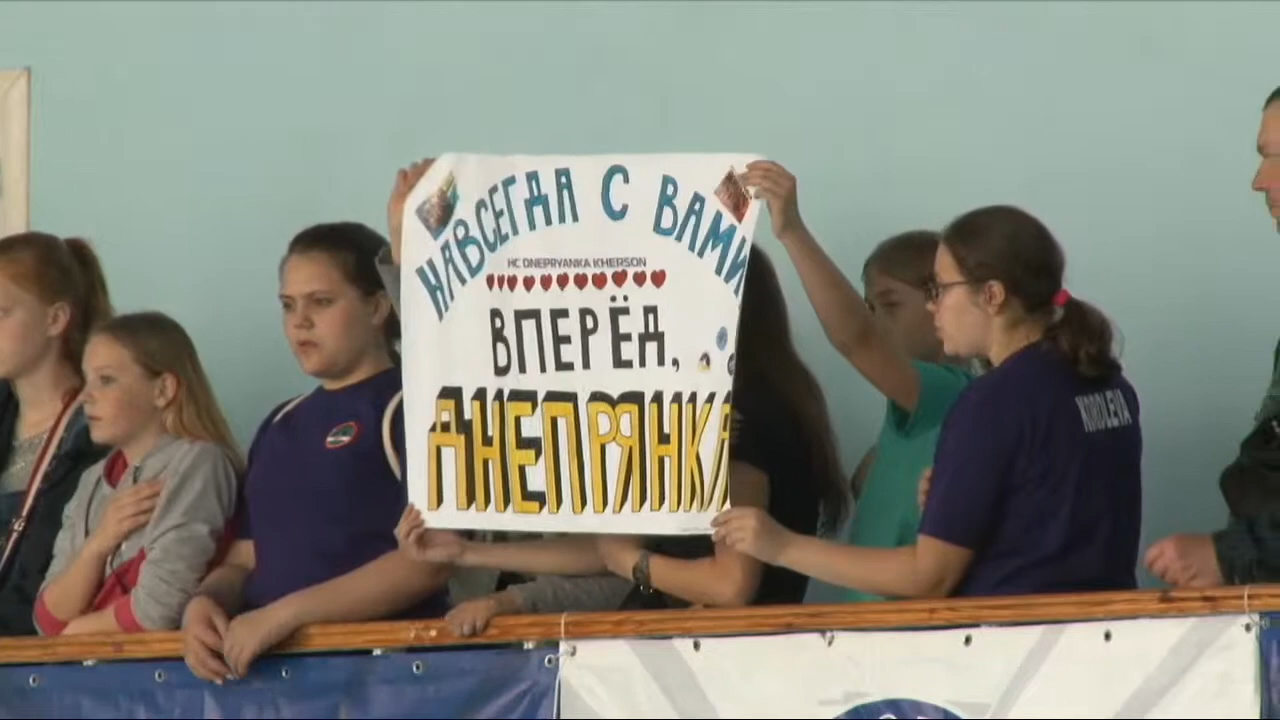 НАВСЕГДА С ВАМИ
HC DNEPRYANKA KHERSON
ВПЕРЁД,
ДНЕПРЯНКА
KOROLEVA